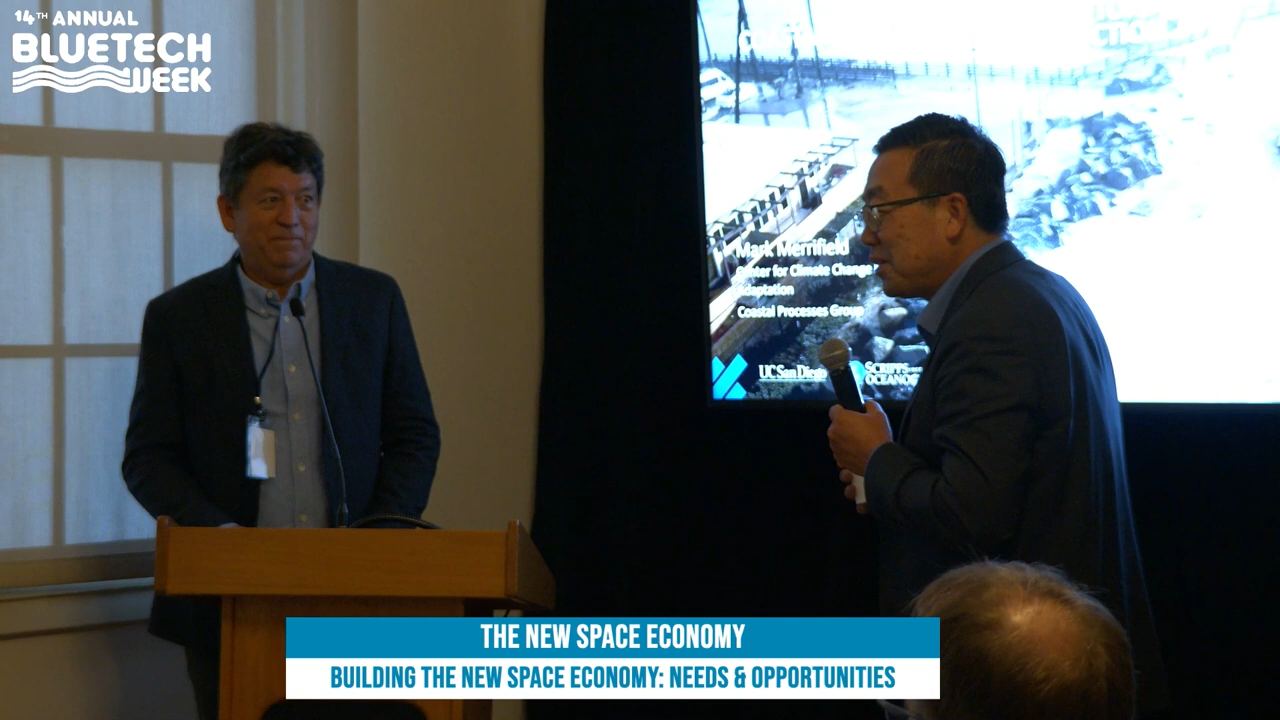 14TH ANNUAL
BLUETECH
WEEK
Mark Merrifield
Center for Climate Change
Adaptation
Coastal Processes Group
UC San Diego
SCRIPPS
THE NEW SPACE ECONOMY
BUILDING THE NEW SPACE ECONOMY: NEEDS & OPPORTUNITIES